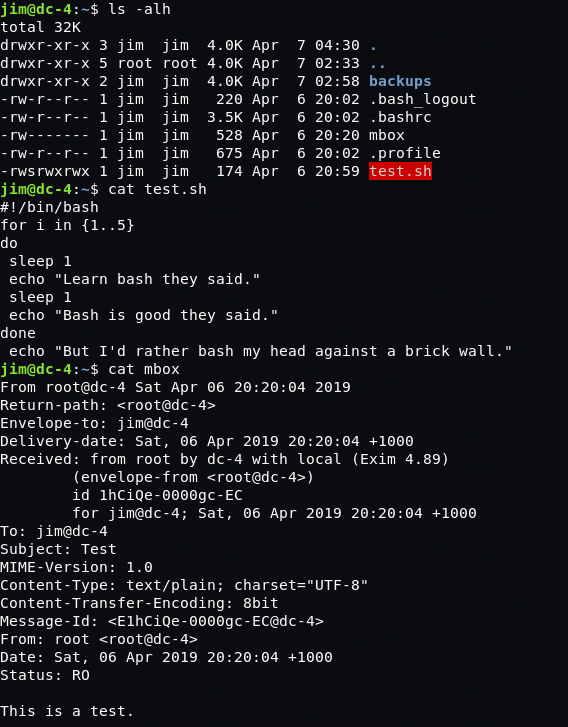 jim@dc-4:~$ ls -alh
total 32K
drwxr-xr-x 3 jim  jim  4.0K Apr  7 04:30 .
drwxr-xr-x 5 root root 4.0K Apr  7 02:33 ..
drwxr-xr-x 2 jim  jim  4.0K Apr  7 02:58 backups
-rw-r--r-- 1 jim  jim   220 Apr  6 20:02 .bash_logout
-rw-r--r-- 1 jim  jim  3.5K Apr  6 20:02 .bashrc
-rw------- 1 jim  jim   528 Apr  6 20:20 mbox
-rw-r--r-- 1 jim  jim   675 Apr  6 20:02 .profile
-rwsrwxrwx 1 jim  jim   174 Apr  6 20:59 test.sh
jim@dc-4:~$ cat test.sh
#!/bin/bash
for i in {1..5}
do
 sleep 1
 echo "Learn bash they said."
 sleep 1
 echo "Bash is good they said."
done
 echo "But I'd rather bash my head against a brick wall."
jim@dc-4:~$ cat mbox
From root@dc-4 Sat Apr 06 20:20:04 2019
Return-path: <root@dc-4>
Envelope-to: jim@dc-4
Delivery-date: Sat, 06 Apr 2019 20:20:04 +1000
Received: from root by dc-4 with local (Exim 4.89)
        (envelope-from <root@dc-4>)
        id 1hCiQe-0000gc-EC
        for jim@dc-4; Sat, 06 Apr 2019 20:20:04 +1000
To: jim@dc-4
Subject: Test
MIME-Version: 1.0
Content-Type: text/plain; charset="UTF-8"
Content-Transfer-Encoding: 8bit
Message-Id: <E1hCiQe-0000gc-EC@dc-4>
From: root <root@dc-4>
Date: Sat, 06 Apr 2019 20:20:04 +1000
Status: RO

This is a test.